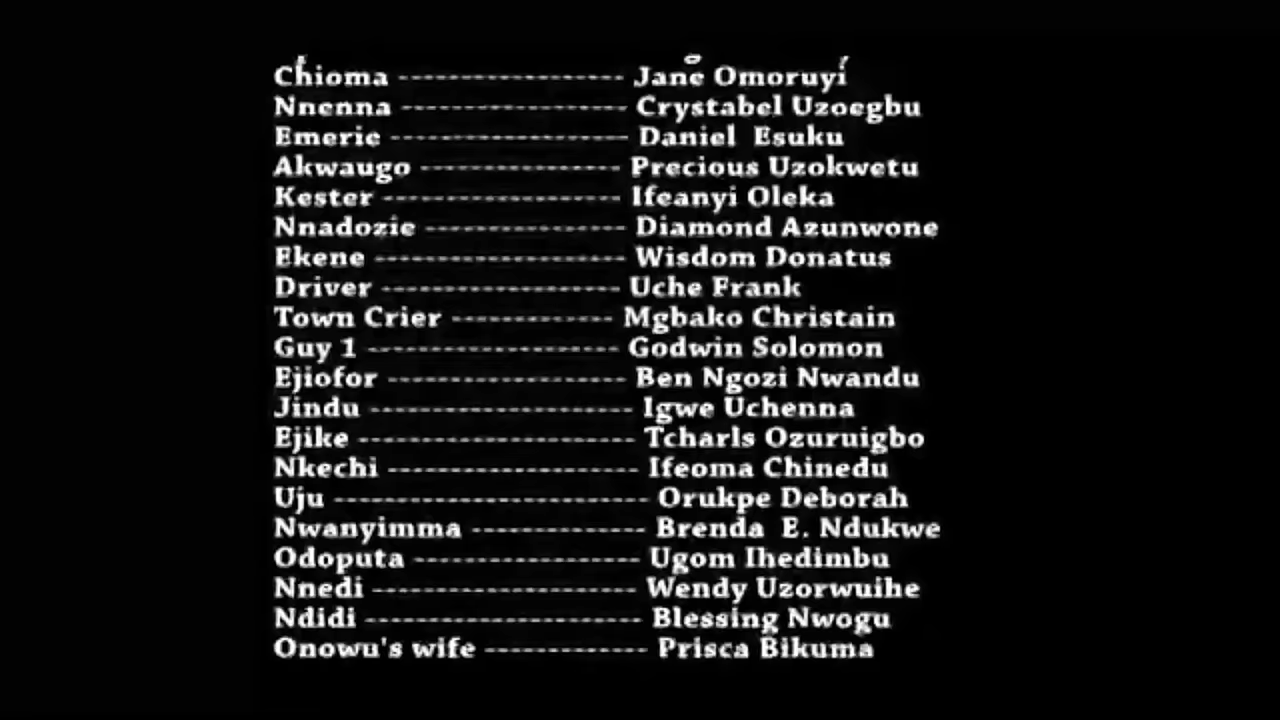 Chioma ------------------- Jane Omoruyi
Nnenna ------------------- Crystabel Uzoegbu
Emerie -------------------- Daniel Esuku
Akwaugo ----------------- Precious Uzokwetu
Kester -------------------- Ifeanyi Oleka
Nnadozie ----------------- Diamond Azunwone
Ekene --------------------- Wisdom Donatus
Driver --------------------- Uche Frank
Town Crier -------------- Mgbako Christain
Guy 1 --------------------- Godwin Solomon
Ejiofor -------------------- Ben Ngozi Nwandu
Jindu ---------------------- Igwe Uchenna
Ejike ----------------------- Tcharls Ozuruigbo
Nkechi --------------------- Ifeoma Chinedu
Uju -------------------------- Orukpe Deborah
Nwanyimma --------------- Brenda E. Ndukwe
Odoputa ------------------- Ugom Ihedimbu
Nnedi ---------------------- Wendy Uzorwuihe
Ndidi ----------------------- Blessing Nwogu
Onowu's wife -------------- Prisca Bikuma